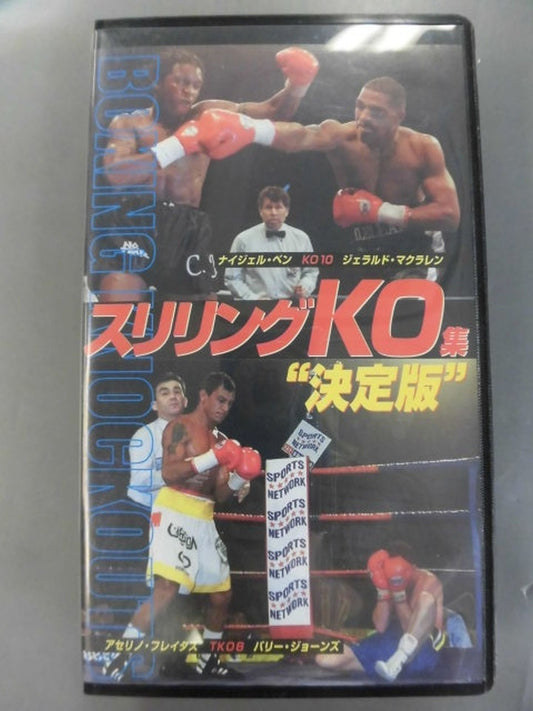 BOXING KNOCKOUTS
C.J
ナイジェル・ベン KO10 ジェラルド・マクラレン
スリリング KO集
“決定版”
SPORTS
NETWORK
SPORTS
NETWORK
SPORTS
NETWORK
SPORTS
NETWORK
SPORTS
NETWORK
アセリノ・フレイタス TKO8 バリー・ジョーンズ